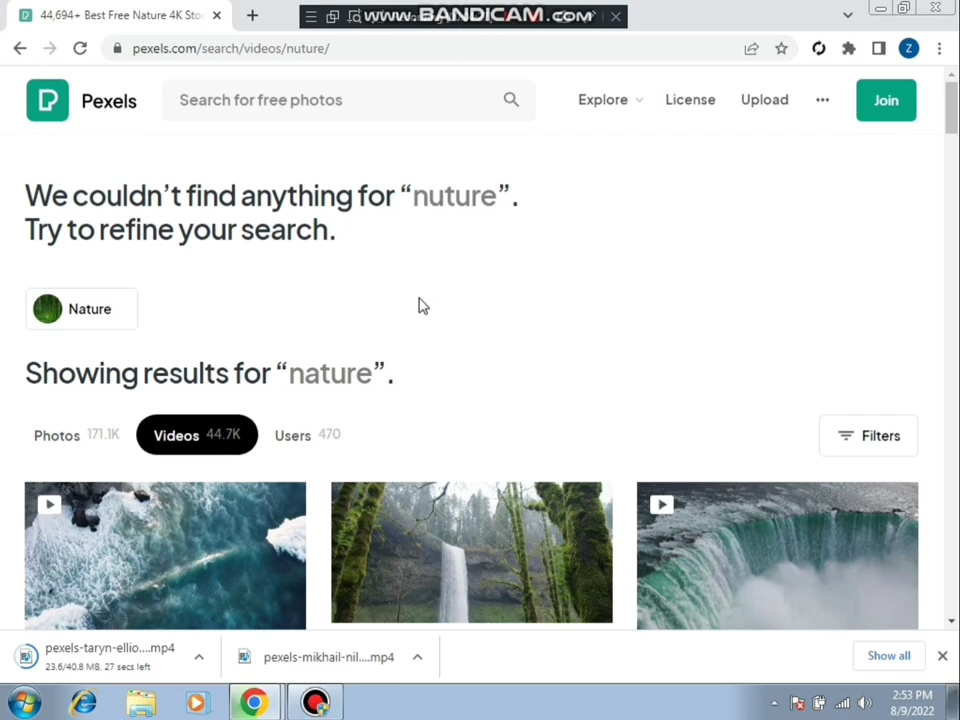 44,694+ Best Free Nature 4K Sto
www.BANDICAM.com
pexels.com/search/videos/nuture/
Z
Pexels
Search for free photos
Explore
License
Upload
Join
We couldn't find anything for “nuture”.
Try to refine your search.
Nature
Showing results for “nature”.
Photos 171.1K
Videos 44.7K
Users 470
Filters
pexels-taryn-ellio....mp4
23.6/40.8 MB, 27 secs left
pexels-mikhail-nil....mp4
Show all
2:53 PM
8/9/2022